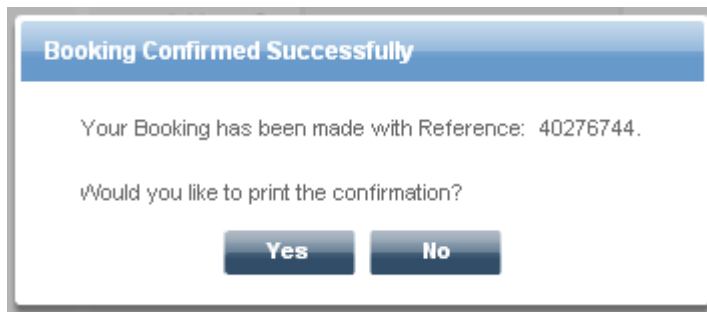 Booking Confirmed Successfully
Your Booking has been made with Reference: 40276744.
Would you like to print the confirmation?
Yes No